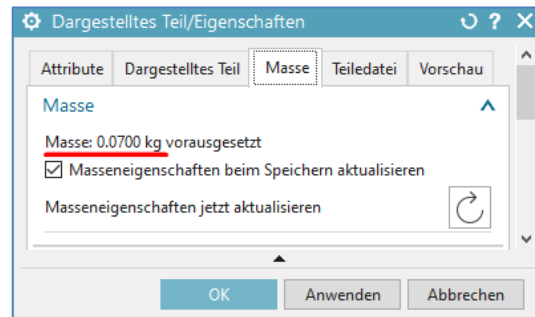 Dargestelltes Teil/Eigenschaften
Attribute Dargestelltes Teil Masse Teiledatei Vorschau
Masse
Masse: 0.0700 kg vorausgesetzt
Masseneigenschaften beim Speichern aktualisieren
Masseneigenschaften jetzt aktualisieren
OK Anwenden Abbrechen